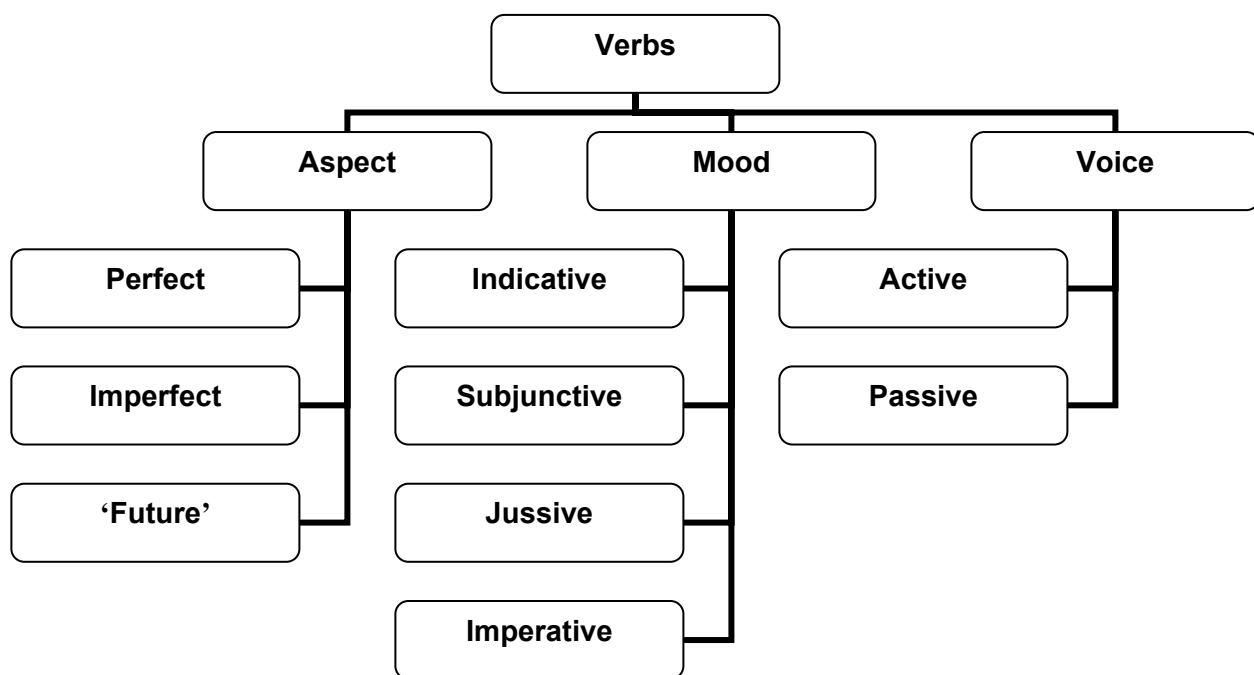 Verbs
Aspect
Mood
Voice
Perfect
Indicative
Active
Imperfect
Subjunctive
Passive
‘Future’
Jussive
Imperative